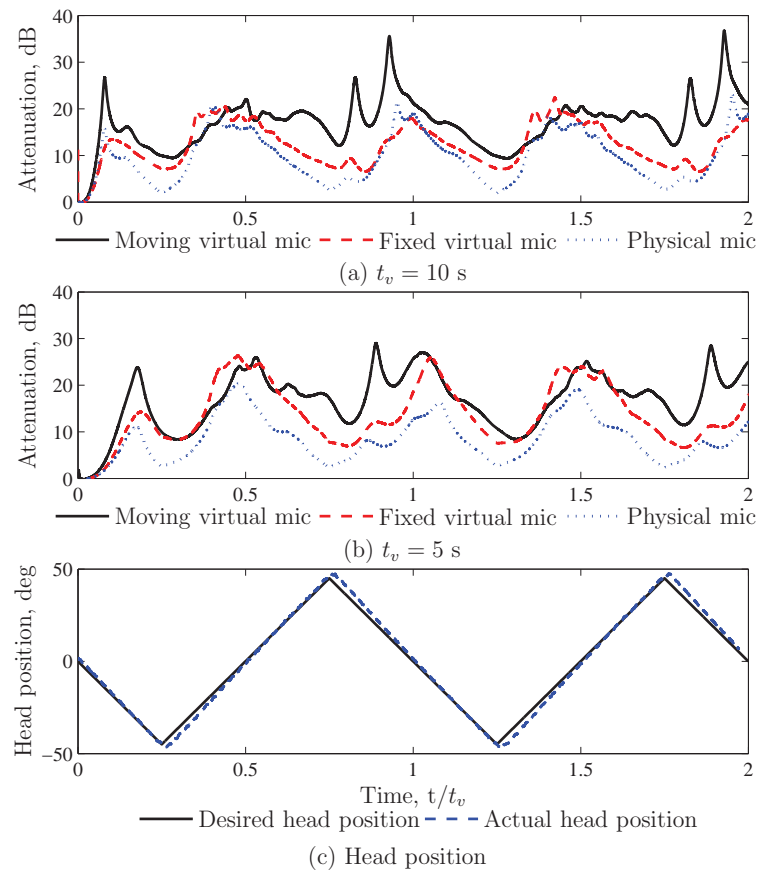 40
30
20
10
0
Attenuation, dB
0 0.5 1 1.5 2
Moving virtual mic Fixed virtual mic Physical mic
(a) t_v = 10 s
40
30
20
10
0
Attenuation, dB
0 0.5 1 1.5 2
Moving virtual mic Fixed virtual mic Physical mic
(b) t_v = 5 s
50
0
−50
Head position, deg
0 0.5 1 1.5 2
Time, t/t_v
Desired head position Actual head position
(c) Head position